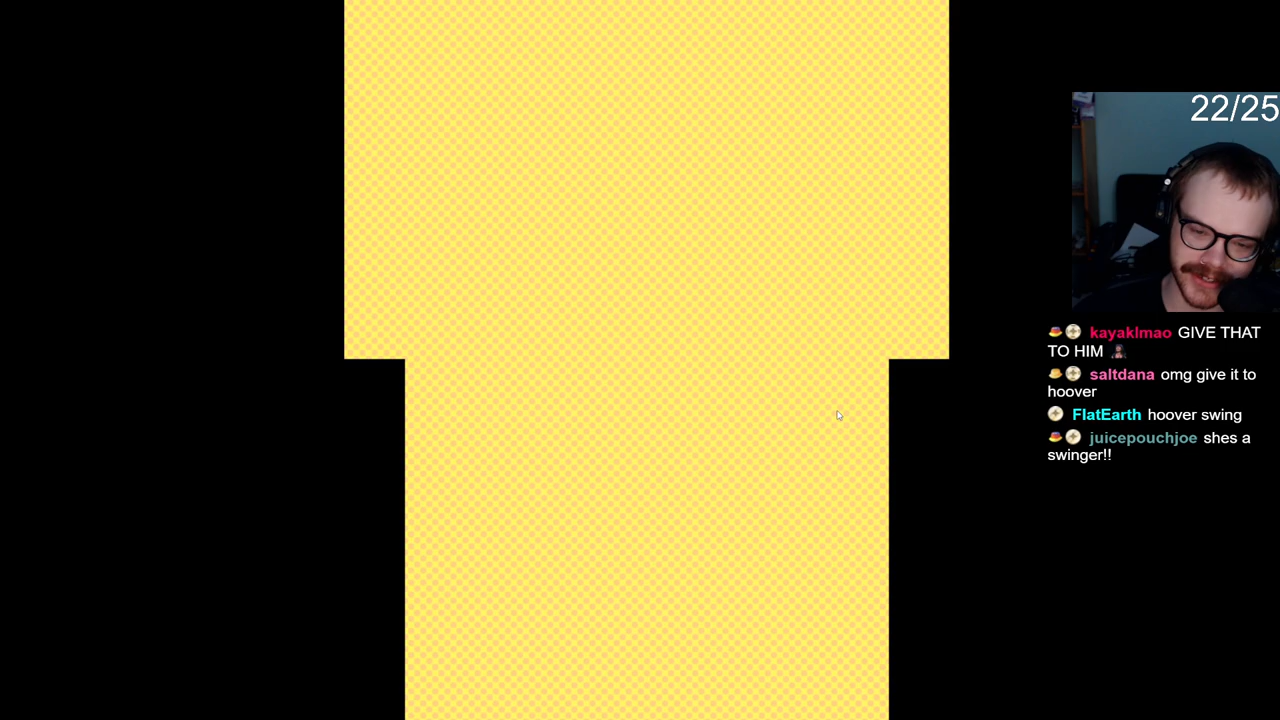 22/25
kayaklmao GIVE THAT
TO HIM
saltdana omg give it to
hoover
FlatEarth hoover swing
juicepouchjoe shes a
swinger!!